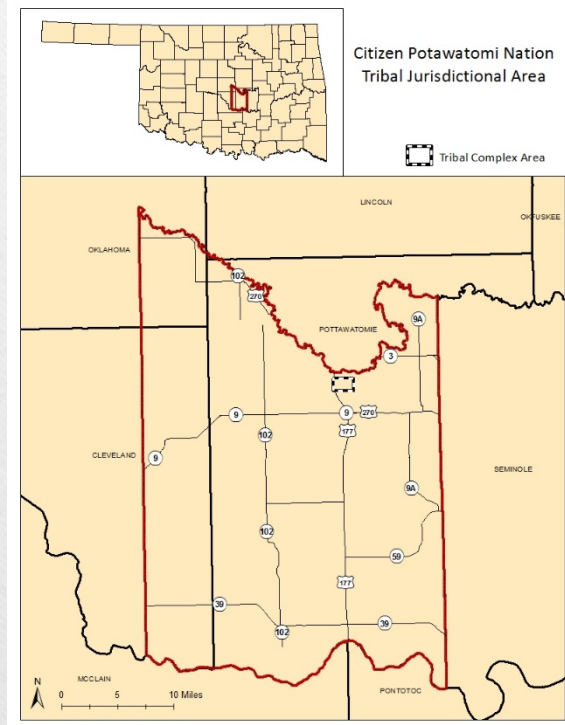 Citizen Potawatomi Nation
Tribal Jurisdictional Area
Tribal Complex Area
LINCOLN
OKFUSKEE
OKLAHOMA
102
270
POTTAWATOMIE
9A
3
9
9
270
177
102
CLEVELAND
9
SEMINOLE
9A
102
59
177
39
39
102
MCCLAIN
PONTOTOC
N
0 5 10 Miles